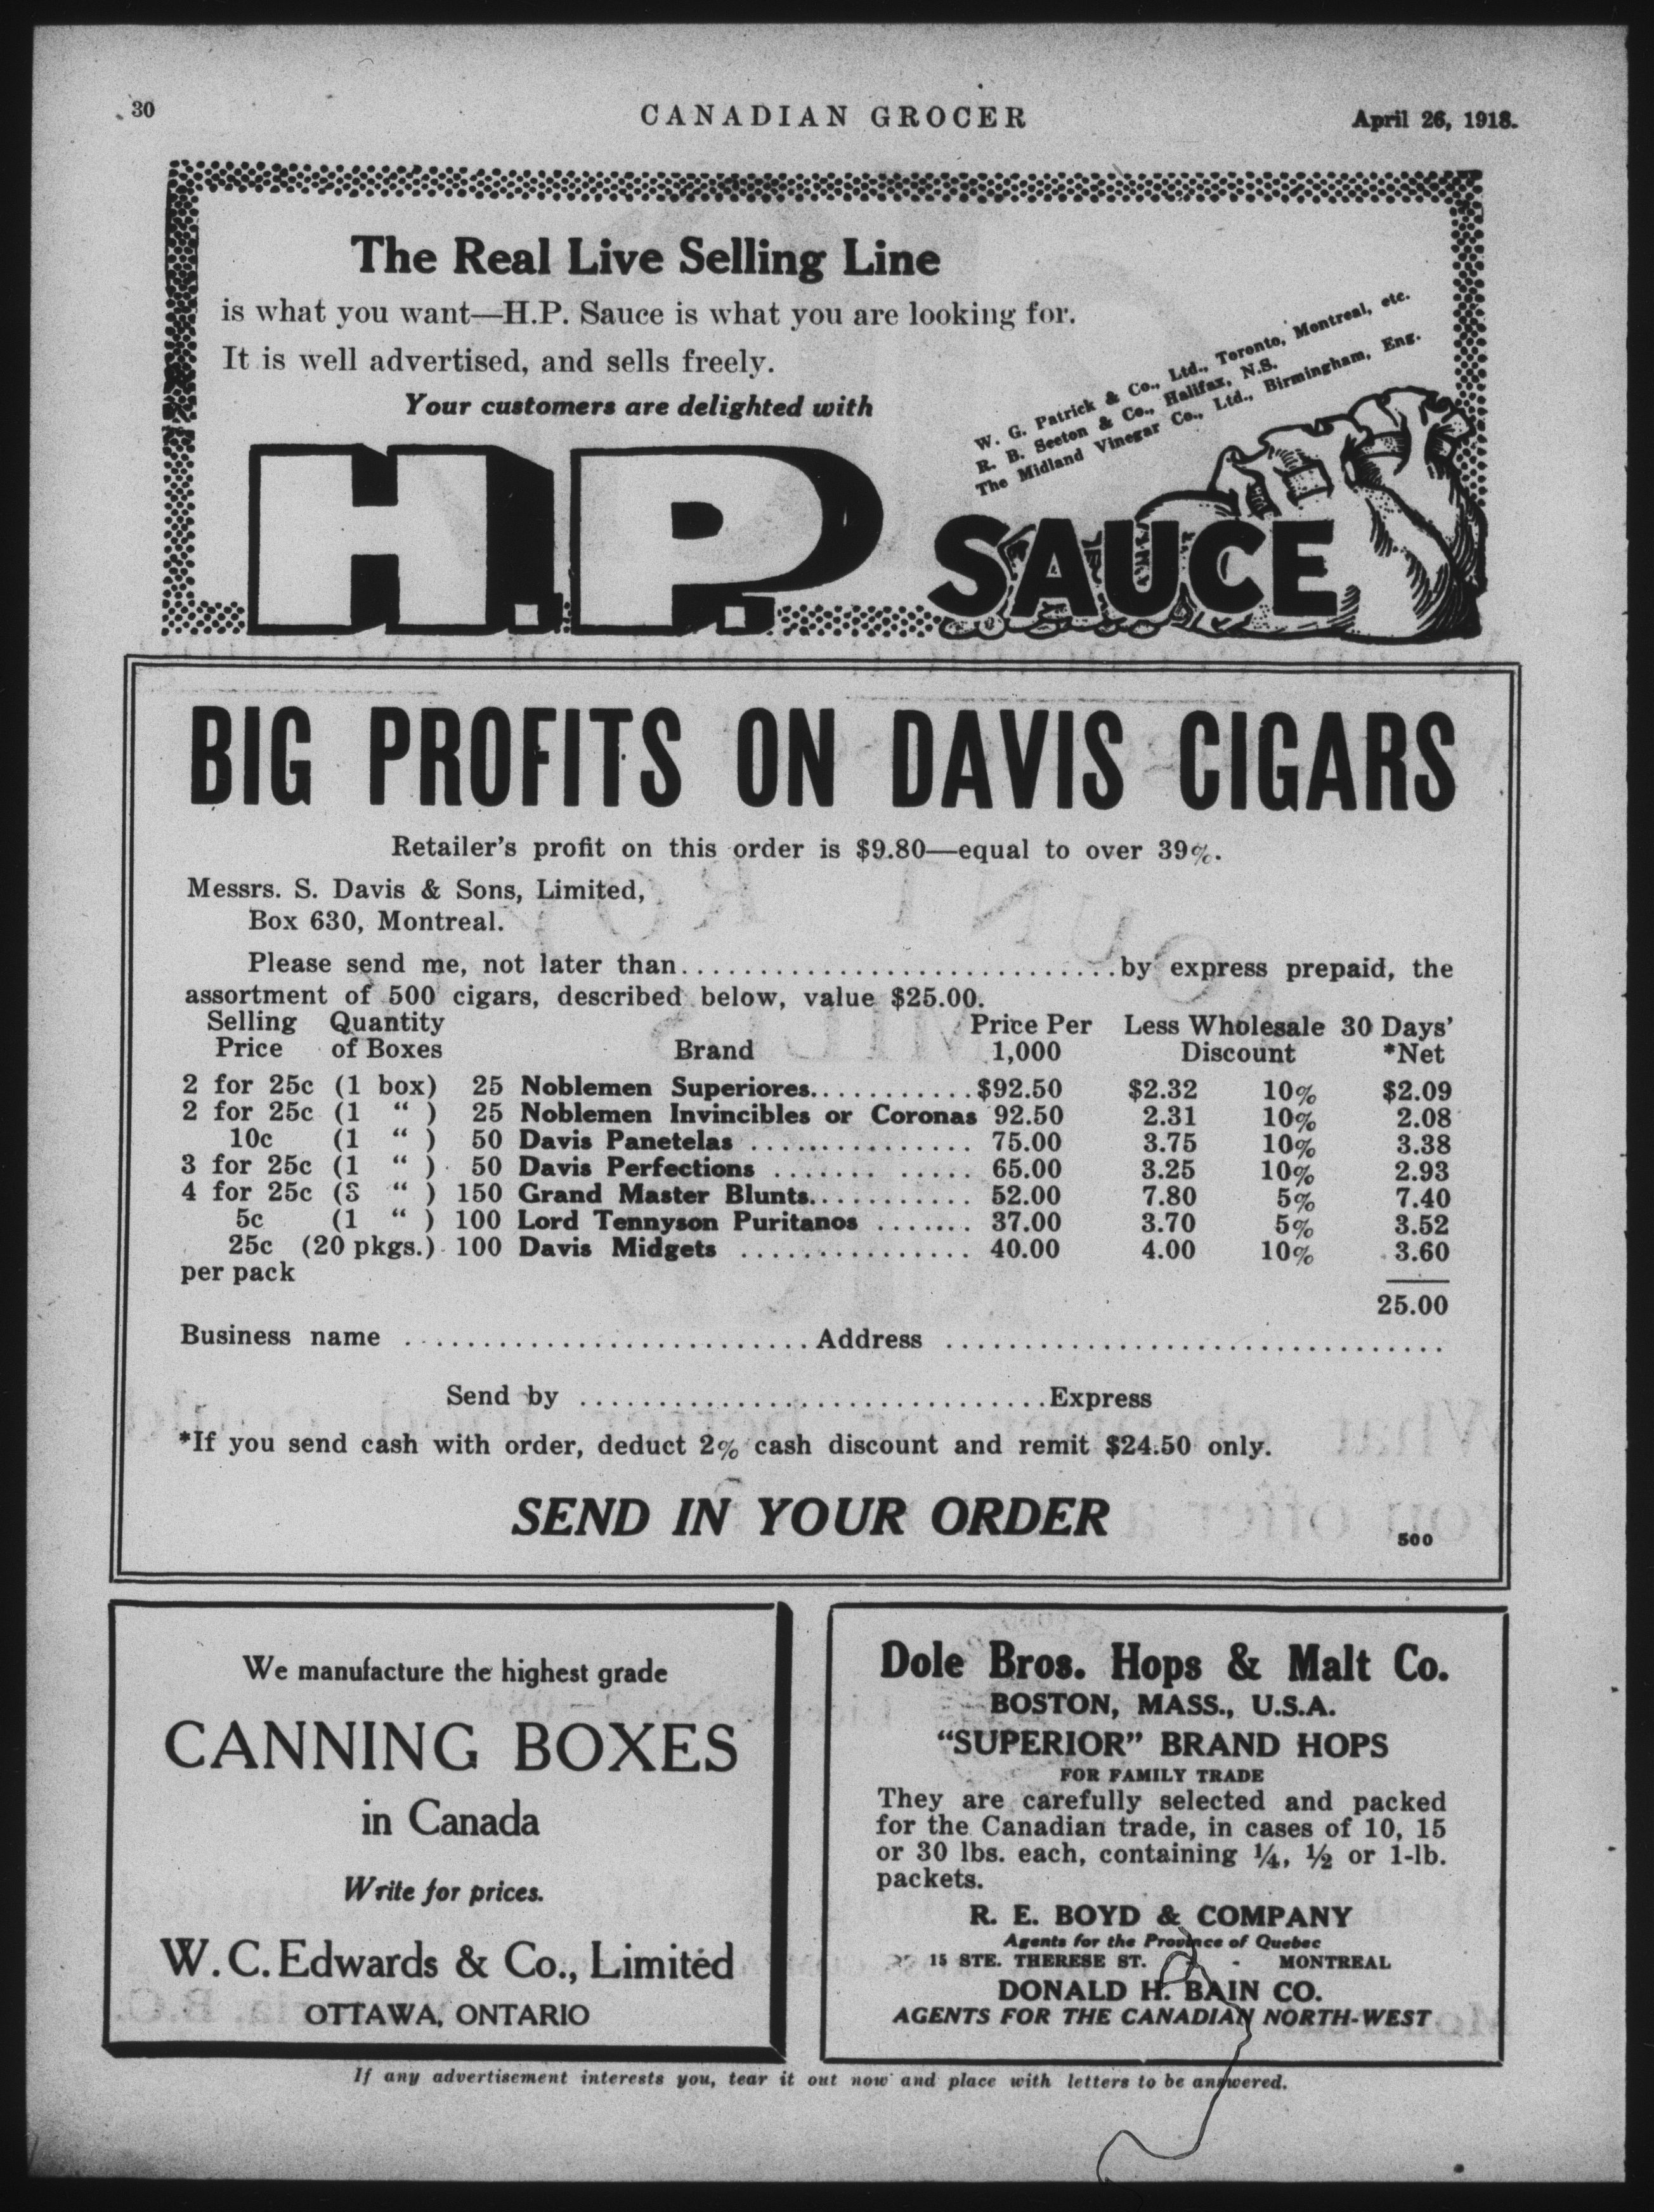 30
CANADIAN GROCER
April 26, 1918.
The Real Live Selling Line
is what you want—H.P. Sauce is what you are looking for.
It is well advertised, and sells freely.
Your customers are delighted with
W. G. Patrick & Co., Ltd., Toronto, Montreal, etc.
R. B. Seeton & Co., Halifax, N.S.
The Midland Vinegar Co., Ltd., Birmingham, Eng.
H.P. SAUCE
BIG PROFITS ON DAVIS CIGARS
Retailer's profit on this order is $9.80—equal to over 39%.
Messrs. S. Davis & Sons, Limited,
Box 630, Montreal.
Please send me, not later than............................by express prepaid, the
assortment of 500 cigars, described below, value $25.00.
Selling Quantity Price Per Less Wholesale 30 Days'
Price of Boxes Brand 1,000 Discount *Net
2 for 25c (1 box) 25 Noblemen Superiores...........$92.50 $2.32 10% $2.09
2 for 25c (1 " ) 25 Noblemen Invincibles or Coronas 92.50 2.31 10% 2.08
10c (1 " ) 50 Davis Panetelas ............... 75.00 3.75 10% 3.38
3 for 25c (1 " ) 50 Davis Perfections ............. 65.00 3.25 10% 2.93
4 for 25c (3 " ) 150 Grand Master Blunts........... 52.00 7.80 5% 7.40
5c (1 " ) 100 Lord Tennyson Puritanos ....... 37.00 3.70 5% 3.52
25c (20 pkgs.) 100 Davis Midgets ............... 40.00 4.00 10% 3.60
per pack
25.00
Business name ..........................Address ................................
Send by ..............................Express
*If you send cash with order, deduct 2% cash discount and remit $24.50 only.
SEND IN YOUR ORDER
500
We manufacture the highest grade
CANNING BOXES
in Canada
Write for prices.
W.C. Edwards & Co., Limited
OTTAWA, ONTARIO
Dole Bros. Hops & Malt Co.
BOSTON, MASS., U.S.A.
"SUPERIOR" BRAND HOPS
FOR FAMILY TRADE
They are carefully selected and packed
for the Canadian trade, in cases of 10, 15
or 30 lbs. each, containing ¼, ½ or 1-lb.
packets.
R. E. BOYD & COMPANY
Agents for the Province of Quebec
15 STE. THERESE ST. - - MONTREAL
DONALD H. BAIN CO.
AGENTS FOR THE CANADIAN NORTH-WEST
If any advertisement interests you, tear it out now and place with letters to be answered.